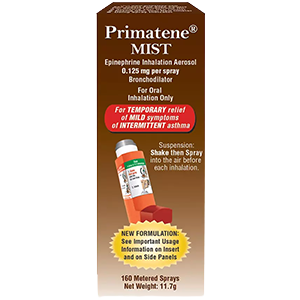 Primatene®
MIST
Epinephrine Inhalation Aerosol
0.125 mg per spray
Bronchodilator
For Oral
Inhalation Only
For TEMPORARY relief
of MILD symptoms
of INTERMITTENT asthma
Suspension:
Shake then Spray
into the air before
each inhalation.
NEW FORMULATION:
See Important Usage
Information on Insert
and on Side Panels
160 Metered Sprays
Net Weight: 11.7g